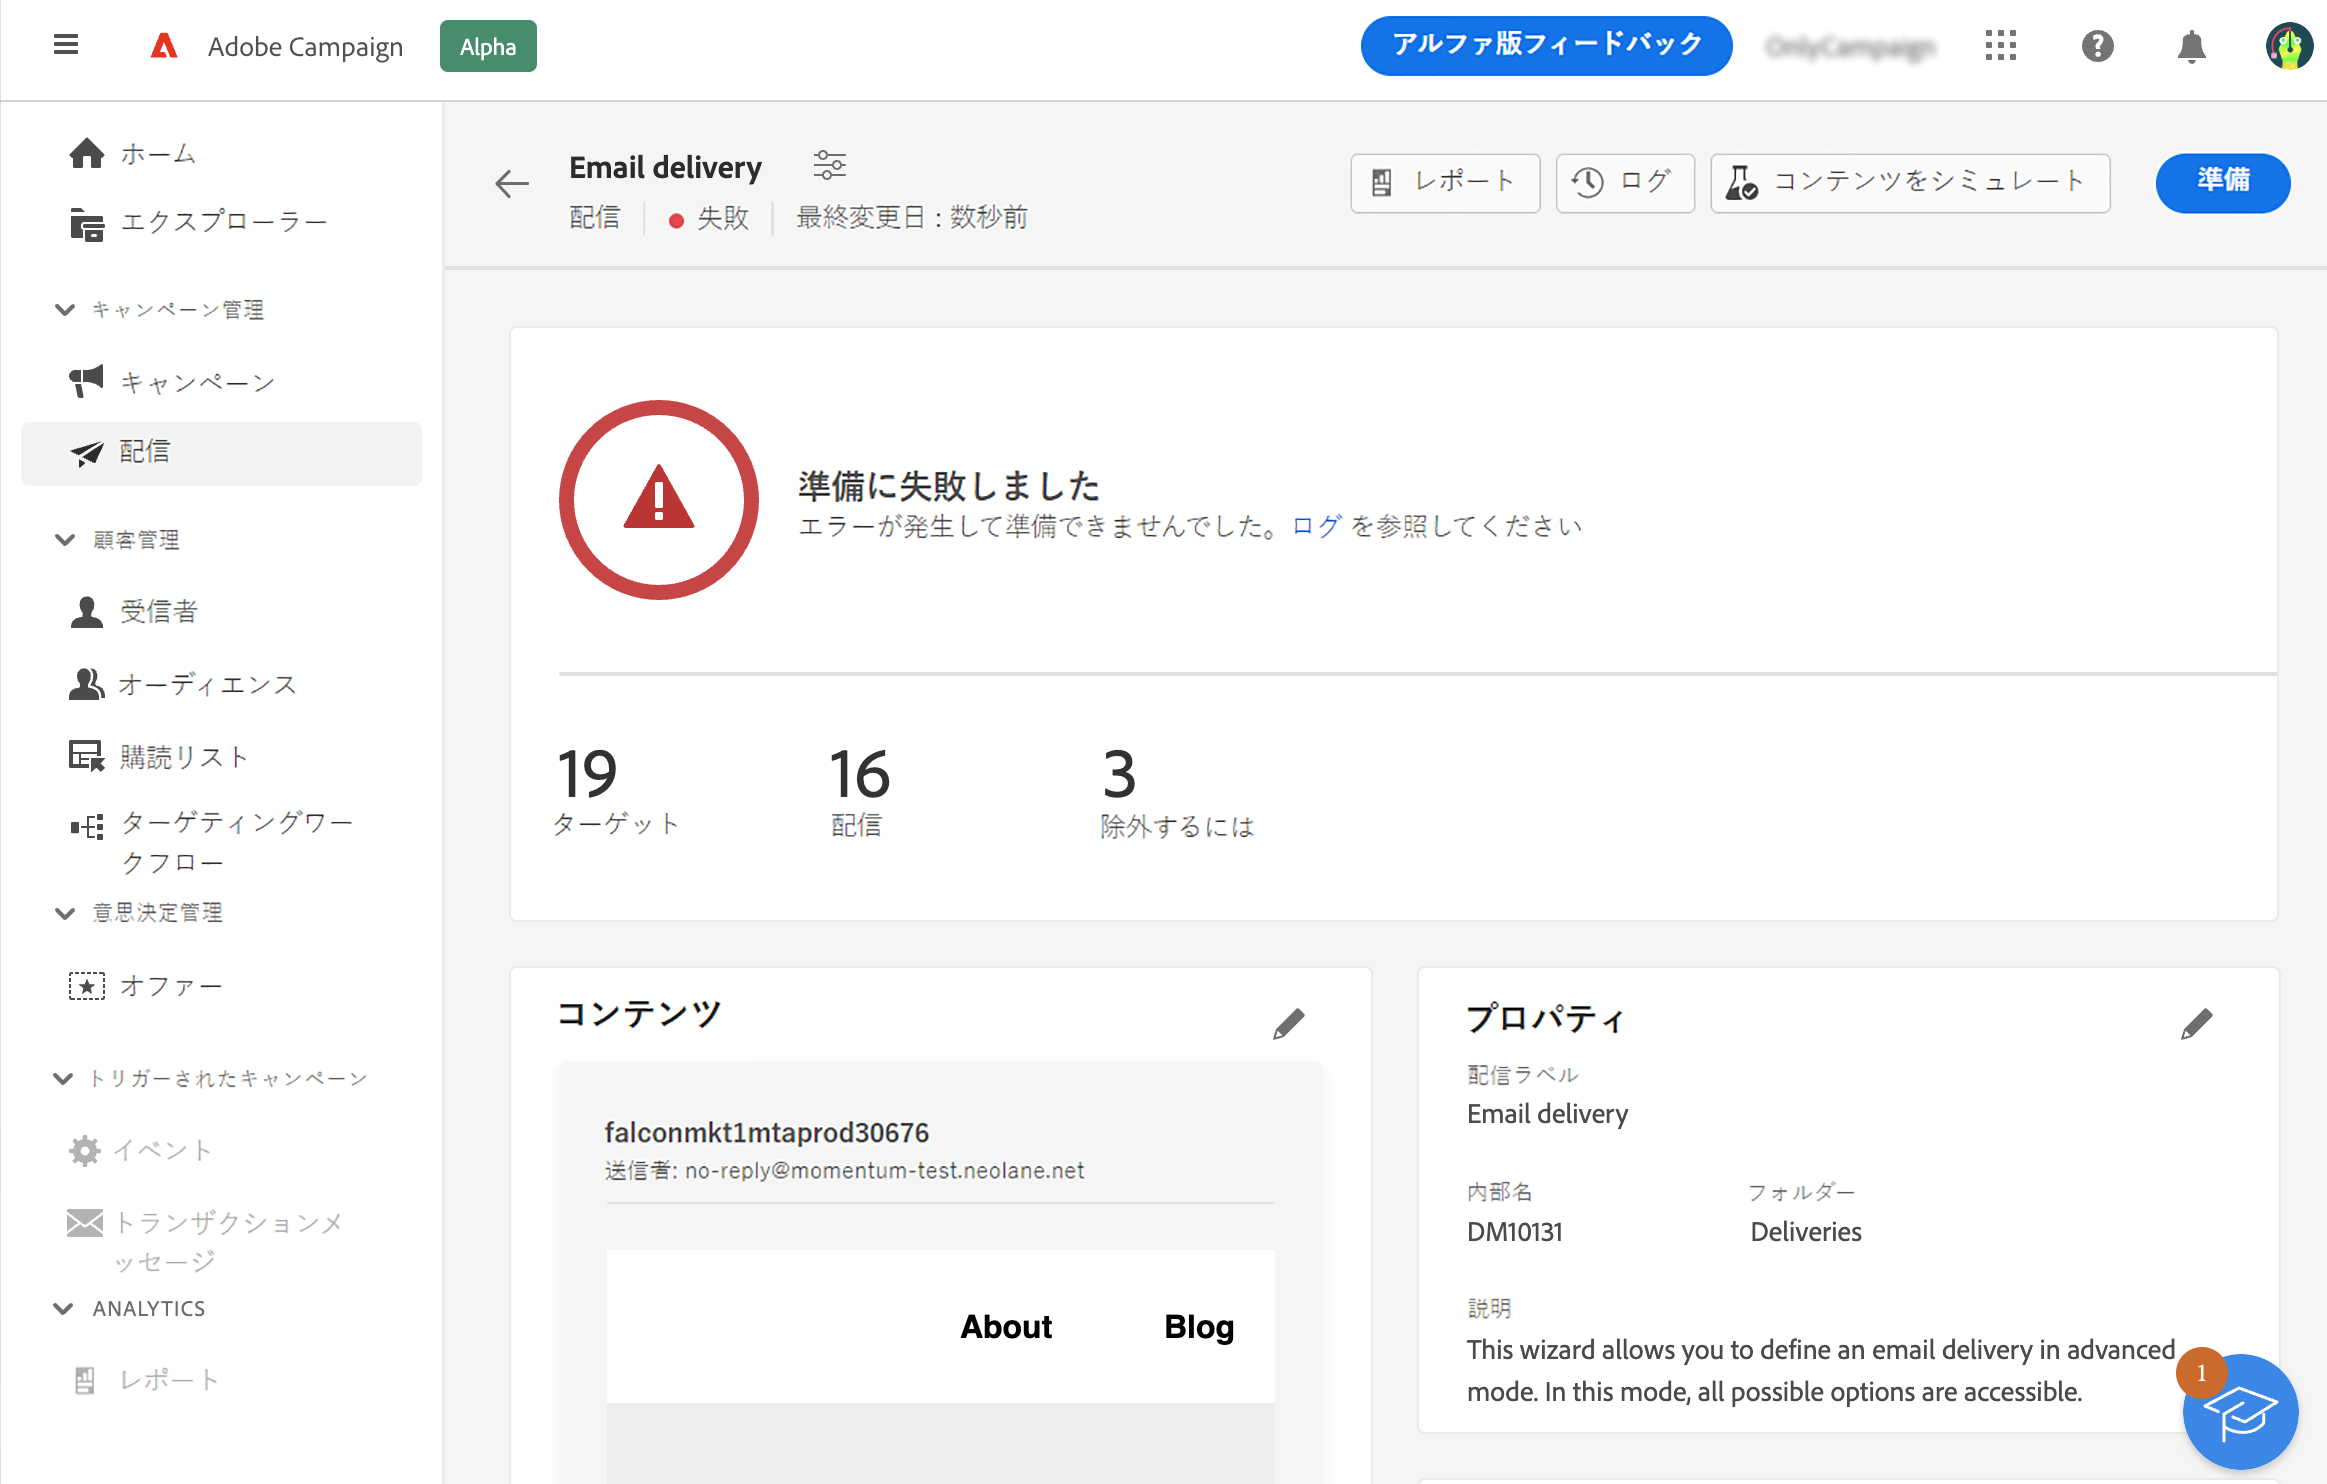 Adobe Campaign
Alpha
アルファ版フィードバック
ホーム
エクスプローラー
キャンペーン管理
キャンペーン
配信
顧客管理
受信者
オーディエンス
購読リスト
ターゲティングワー
クフロー
意思決定管理
オファー
トリガーされたキャンペーン
イベント
トランザクションメ
ッセージ
ANALYTICS
レポート
Email delivery
配信
失敗
最終変更日 : 数秒前
レポート
ログ
コンテンツをシミュレート
準備
準備に失敗しました
エラーが発生して準備できませんでした。ログ を参照してください
19
ターゲット
16
配信
3
除外するには
コンテンツ
falconmkt1mtaprod30676
送信者: no-reply@momentum-test.neolane.net
About
Blog
プロパティ
配信ラベル
Email delivery
内部名
DM10131
フォルダー
Deliveries
説明
This wizard allows you to define an email delivery in advanced
mode. In this mode, all possible options are accessible.
1